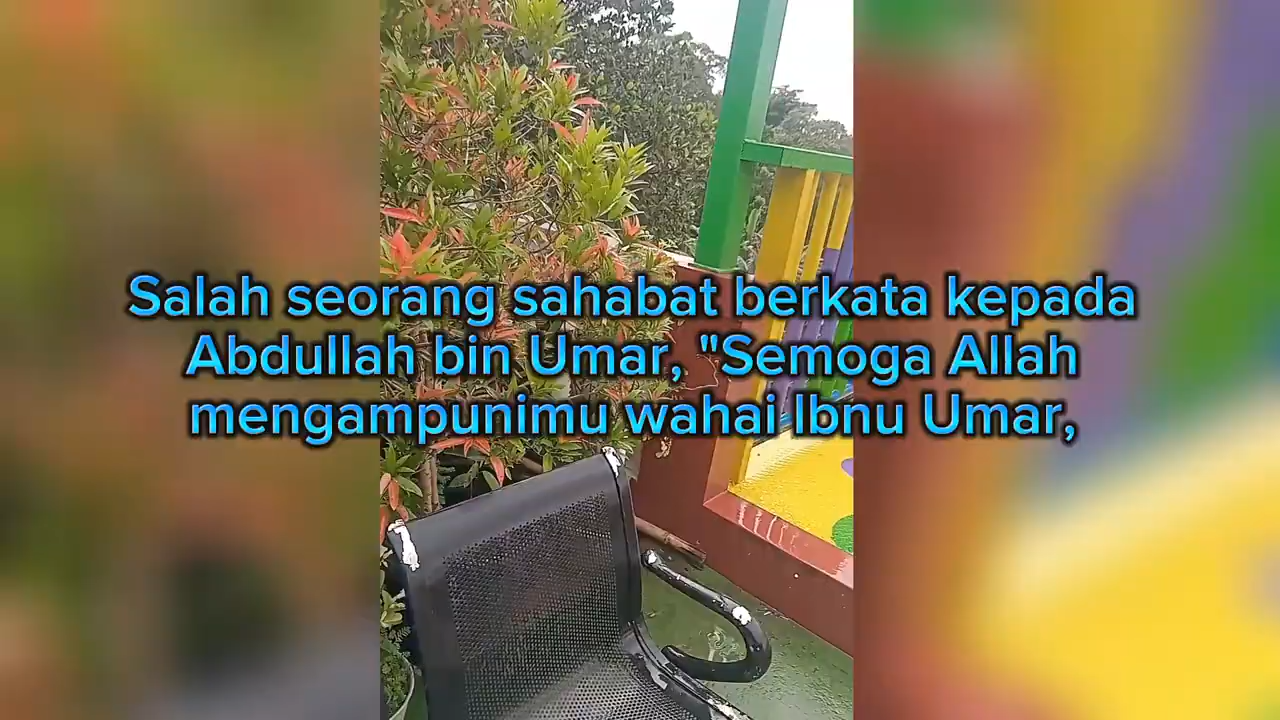 Salah seorang sahabat berkata kepada
Abdullah bin Umar, "Semoga Allah
mengampunimu wahai Ibnu Umar,